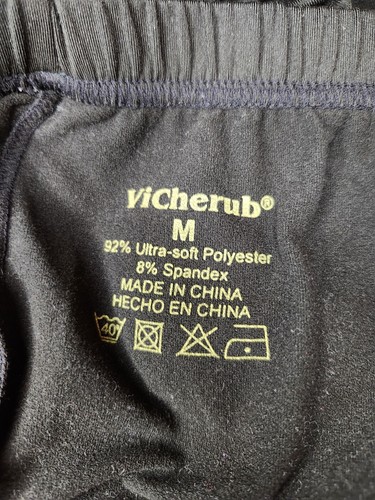 viCherub®
M
92% Ultra-soft Polyester
8% Spandex
MADE IN CHINA
HECHO EN CHINA
40°